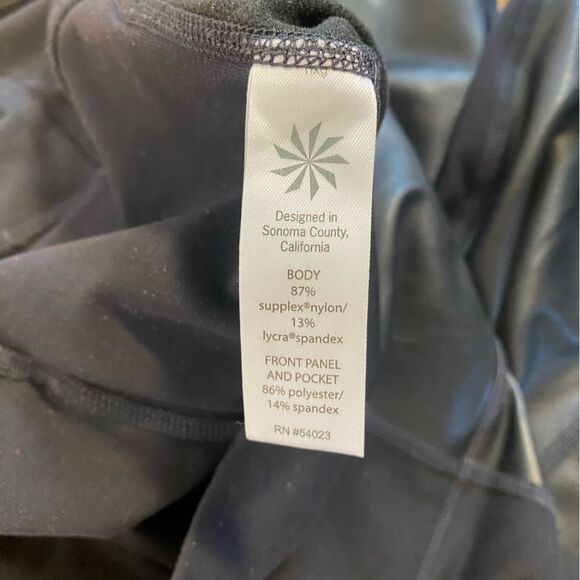 Designed in
Sonoma County,
California
BODY
87%
supplex®nylon/
13%
lycra®spandex
FRONT PANEL
AND POCKET
86% polyester/
14% spandex
RN #54023